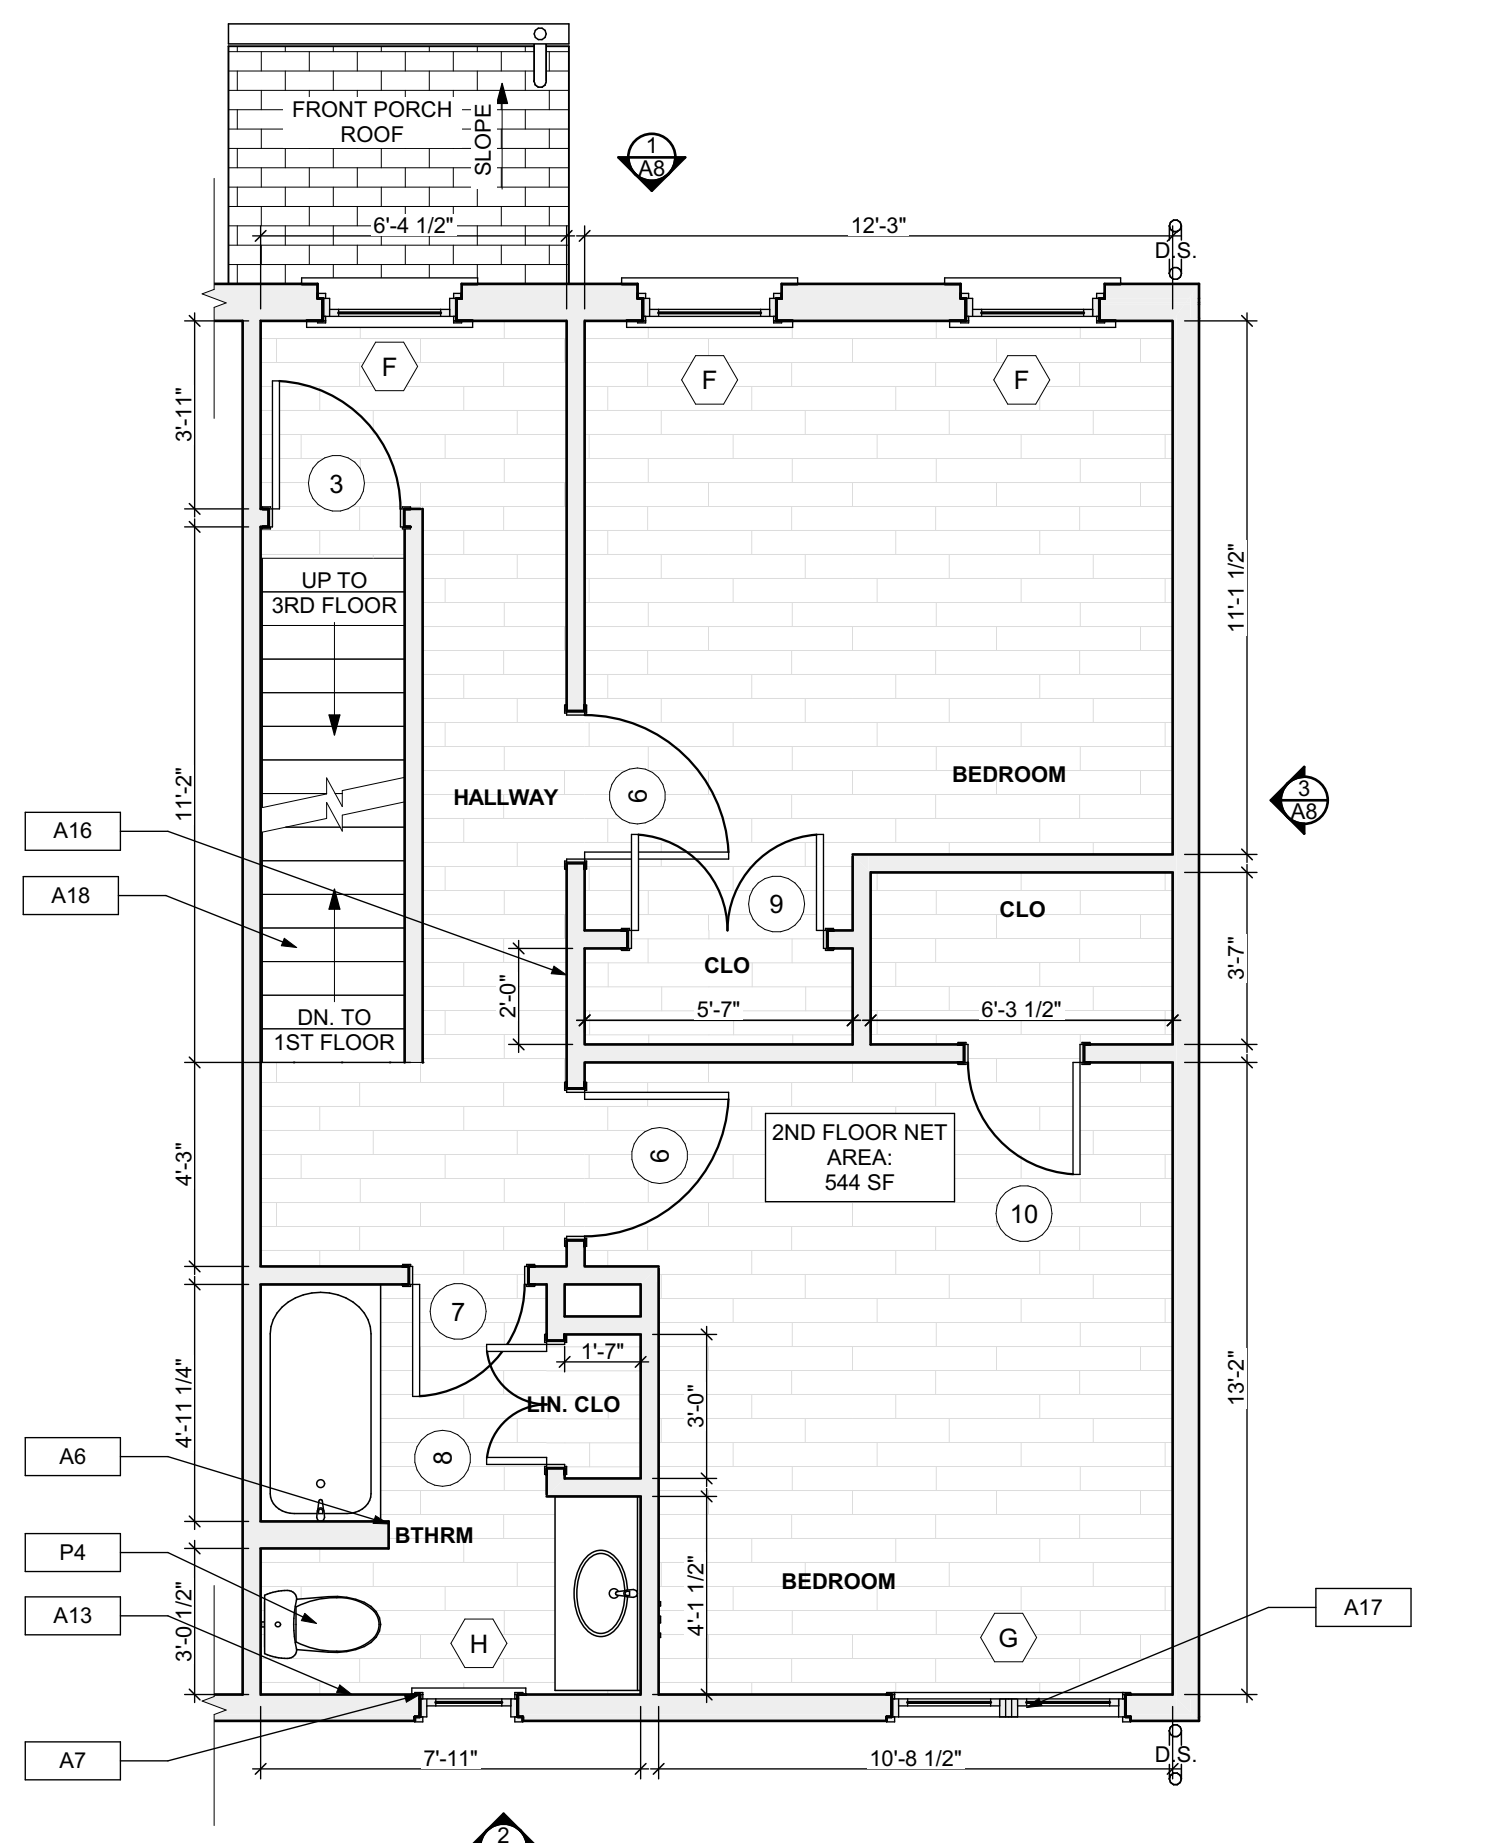 FRONT PORCH
ROOF
SLOPE
1
A8
6'-4 1/2"
12'-3"
D.S.
F
F
F
3'-11"
3
UP TO
3RD FLOOR
11'-1 1/2"
BEDROOM
HALLWAY
6
11'-2"
3
A8
A16
A18
9
CLO
CLO
2'-0"
5'-7"
6'-3 1/2"
3'-7"
DN. TO
1ST FLOOR
2ND FLOOR NET
AREA:
544 SF
6
4'-3"
10
7
1'-7"
LIN. CLO
3'-0"
13'-2"
4'-11 1/4"
8
A6
BTHRM
P4
A13
3'-0 1/2"
4'-1 1/2"
BEDROOM
H
G
A17
A7
7'-11"
10'-8 1/2"
D.S.
2